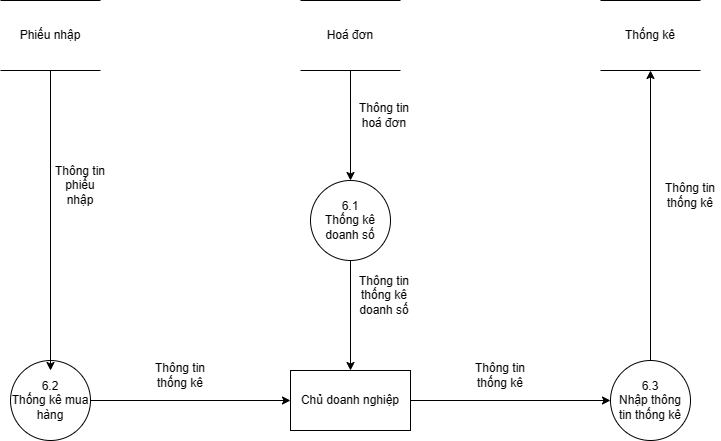 Phiếu nhập
Hoá đơn
Thống kê
Thông tin
hoá đơn
Thông tin
phiếu
nhập
Thông tin
thống kê
6.1
Thống kê
doanh số
Thông tin
thống kê
doanh số
Thông tin
thống kê
Thông tin
thống kê
6.2
Thống kê mua
hàng
Chủ doanh nghiệp
6.3
Nhập thông
tin thống kê